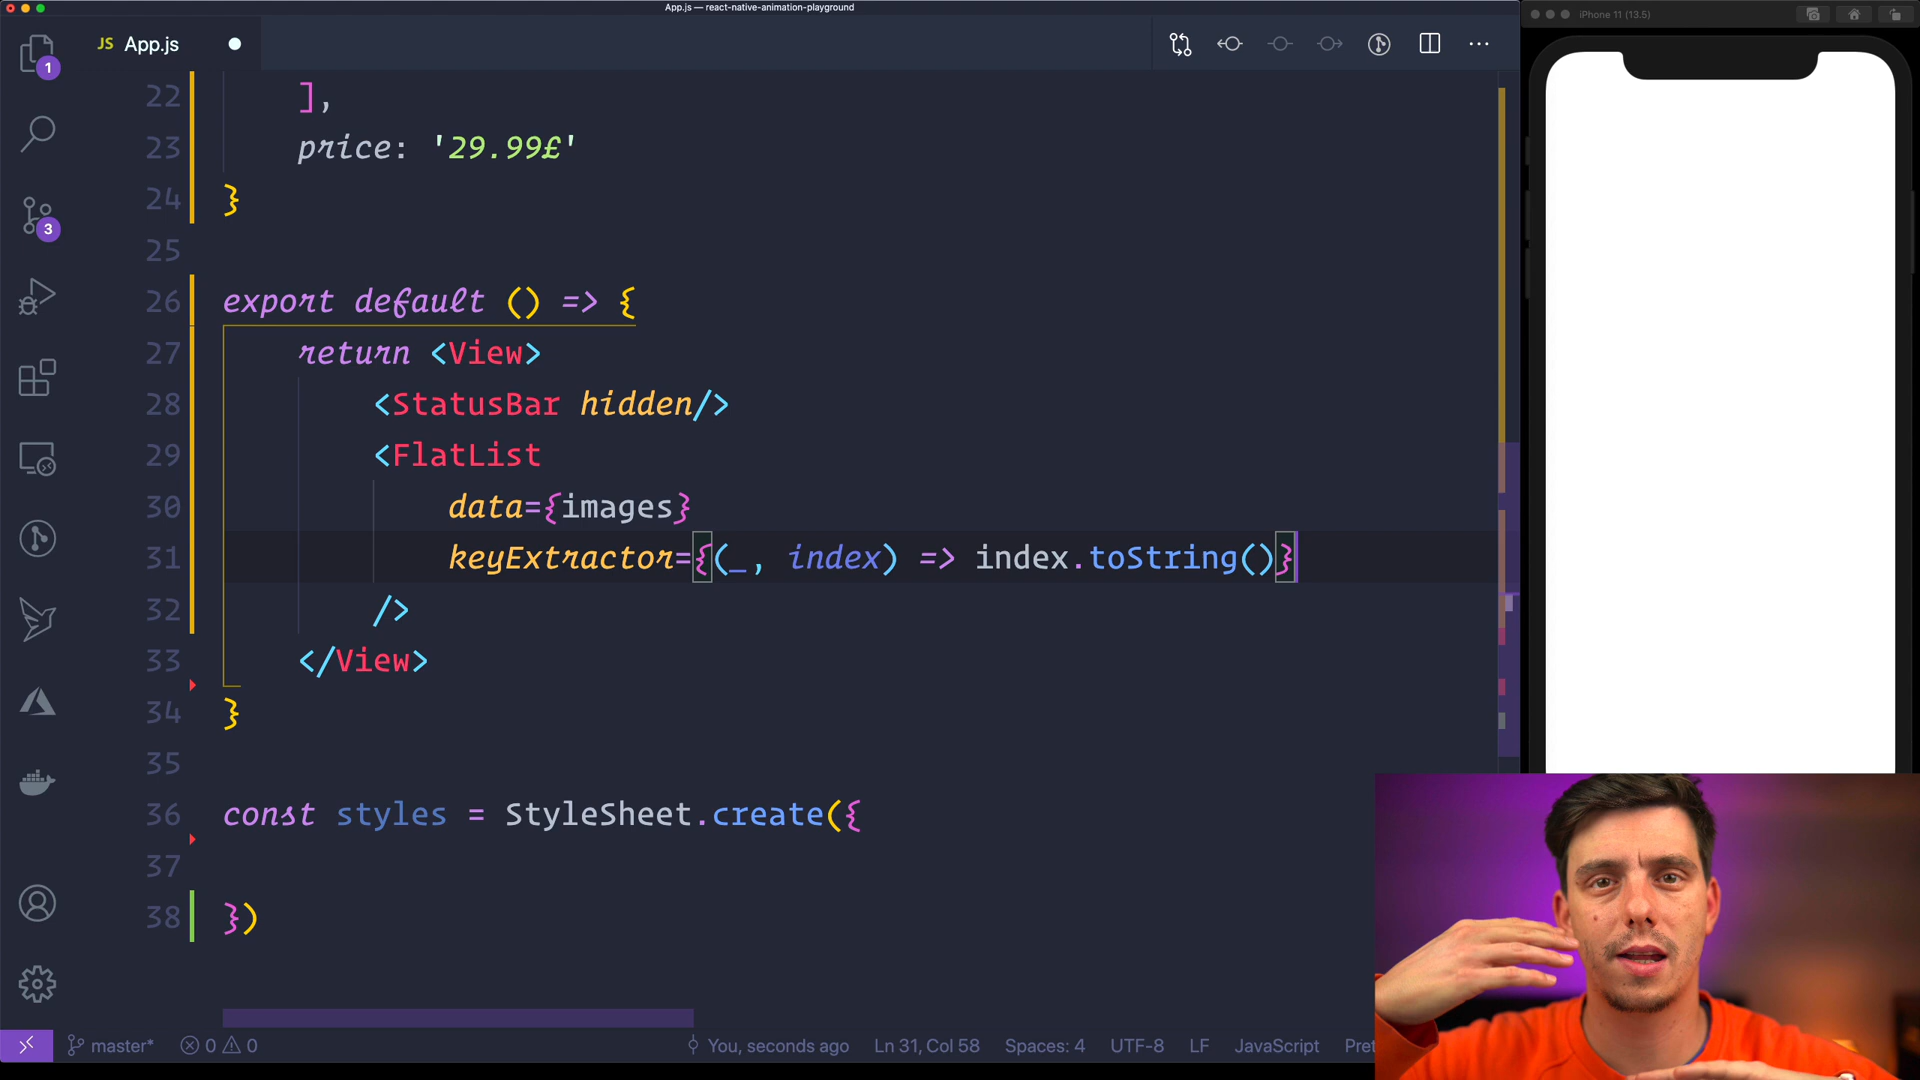 App.js — react-native-animation-playground
iPhone 11 (13.5)
JS App.js
1
3
22 ],
23 price: '29.99£'
24 }
25
26 export default () => {
27 return <View>
28 <StatusBar hidden/>
29 <FlatList
30 data={images}
31 keyExtractor={(_, index) => index.toString()}
32 />
33 </View>
34 }
35
36 const styles = StyleSheet.create({
37
38 })
master* 0 0 You, seconds ago Ln 31, Col 58 Spaces: 4 UTF-8 LF JavaScript Pret